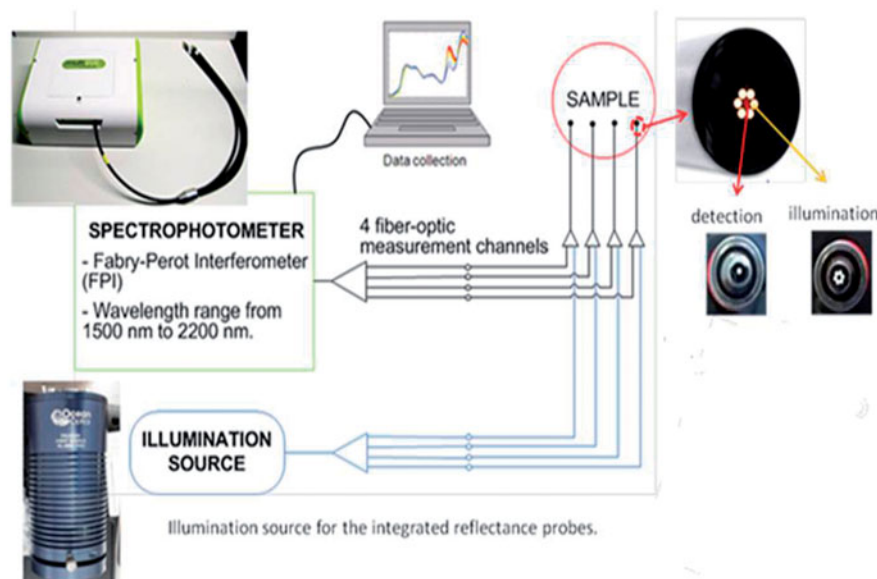 Data collection
SAMPLE
detection
illumination
SPECTROPHOTOMETER
- Fabry-Perot Interferometer
(FPI)
- Wavelength range from
1500 nm to 2200 nm.
4 fiber-optic
measurement channels
Ocean
ILLUMINATION
SOURCE
Illumination source for the integrated reflectance probes.